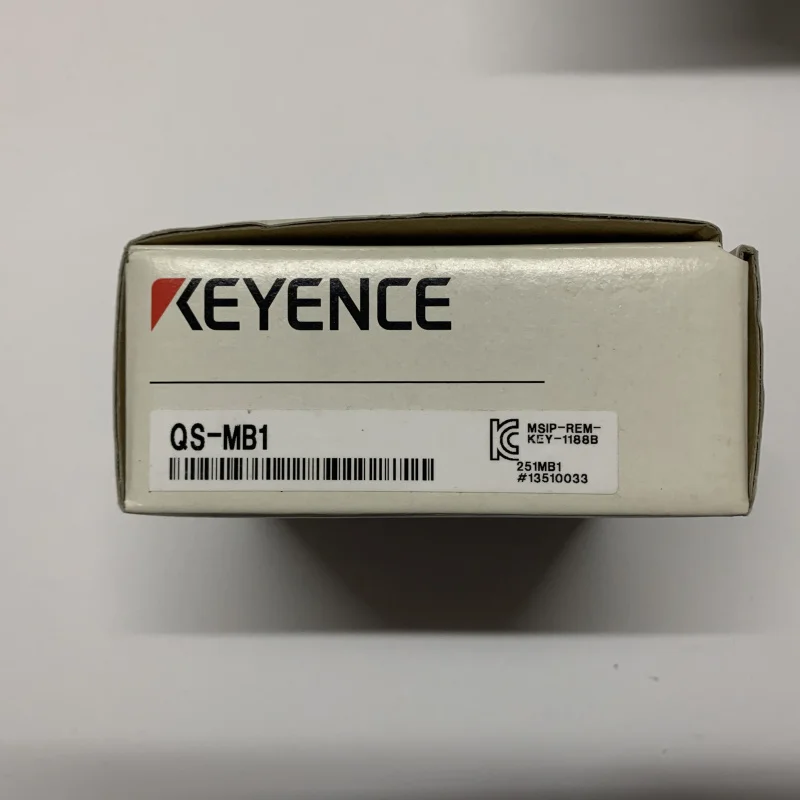 KEYENCE
QS-MB1
MSIP-REM-
KEY-1188B
251MB1
#13510033